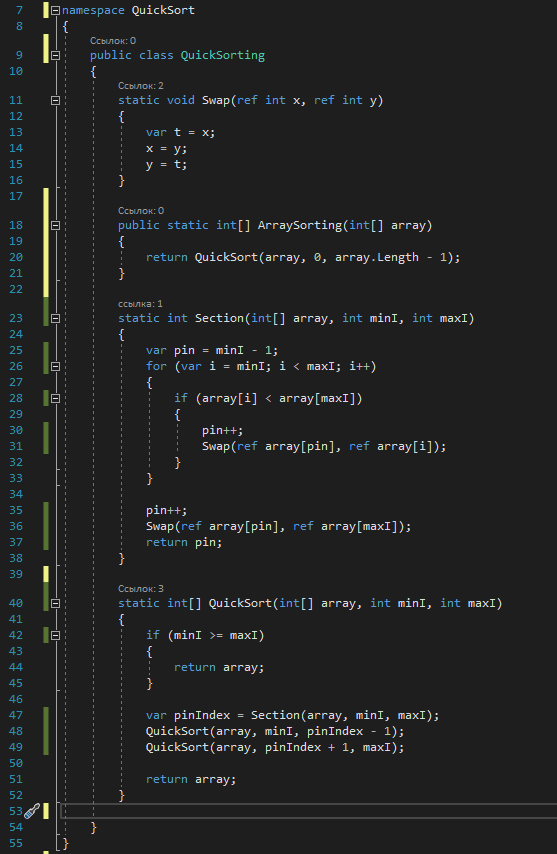 7 namespace QuickSort
8 {
Ссылок: 0
9 public class QuickSorting
10 {
Ссылок: 2
11 static void Swap(ref int x, ref int y)
12 {
13 var t = x;
14 x = y;
15 y = t;
16 }
17
Ссылок: 0
18 public static int[] ArraySorting(int[] array)
19 {
20 return QuickSort(array, 0, array.Length - 1);
21 }
22
ссылка: 1
23 static int Section(int[] array, int minI, int maxI)
24 {
25 var pin = minI - 1;
26 for (var i = minI; i < maxI; i++)
27 {
28 if (array[i] < array[maxI])
29 {
30 pin++;
31 Swap(ref array[pin], ref array[i]);
32 }
33 }
34
35 pin++;
36 Swap(ref array[pin], ref array[maxI]);
37 return pin;
38 }
39
Ссылок: 3
40 static int[] QuickSort(int[] array, int minI, int maxI)
41 {
42 if (minI >= maxI)
43 {
44 return array;
45 }
46
47 var pinIndex = Section(array, minI, maxI);
48 QuickSort(array, minI, pinIndex - 1);
49 QuickSort(array, pinIndex + 1, maxI);
50
51 return array;
52 }
53
54 }
55 }